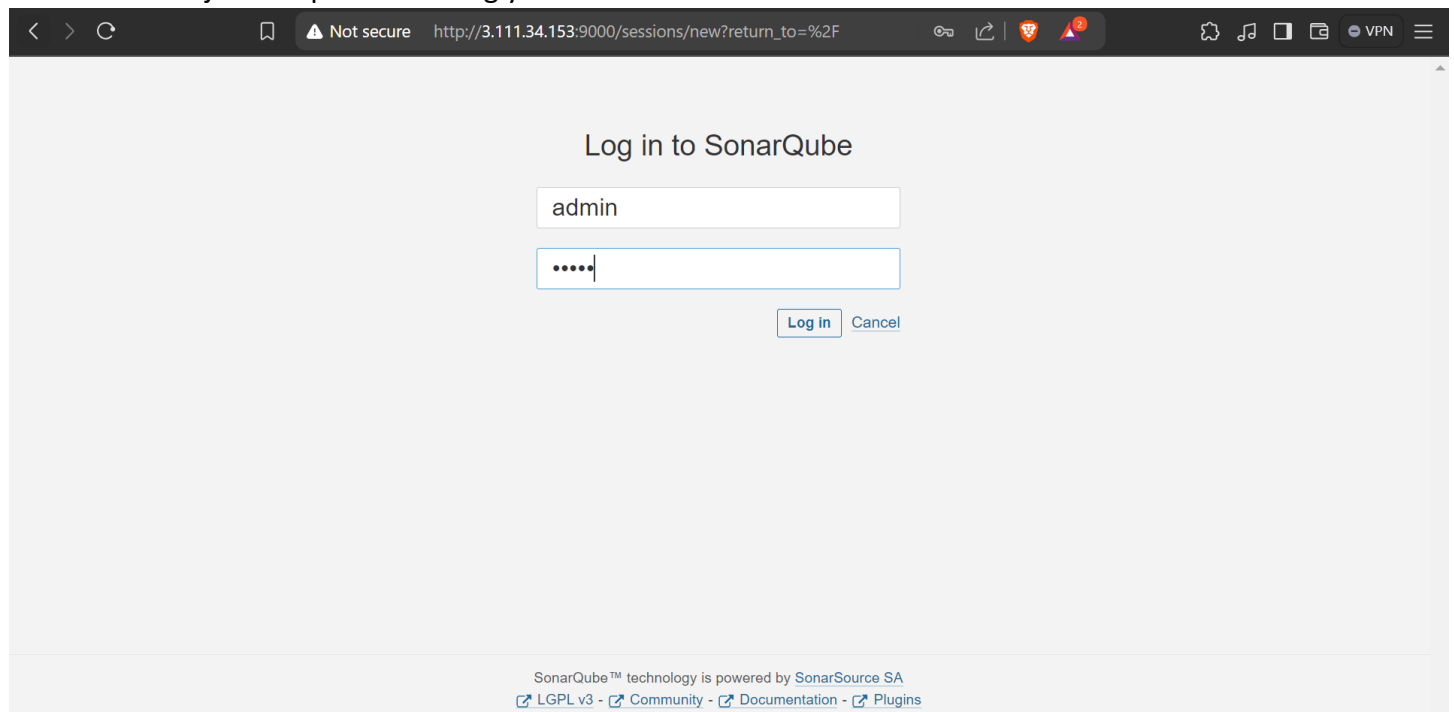 Not secure http://3.111.34.153:9000/sessions/new?return_to=%2F 2 VPN
Log in to SonarQube
admin
•••••
Log in Cancel
SonarQube™ technology is powered by SonarSource SA
LGPL v3 - Community - Documentation - Plugins